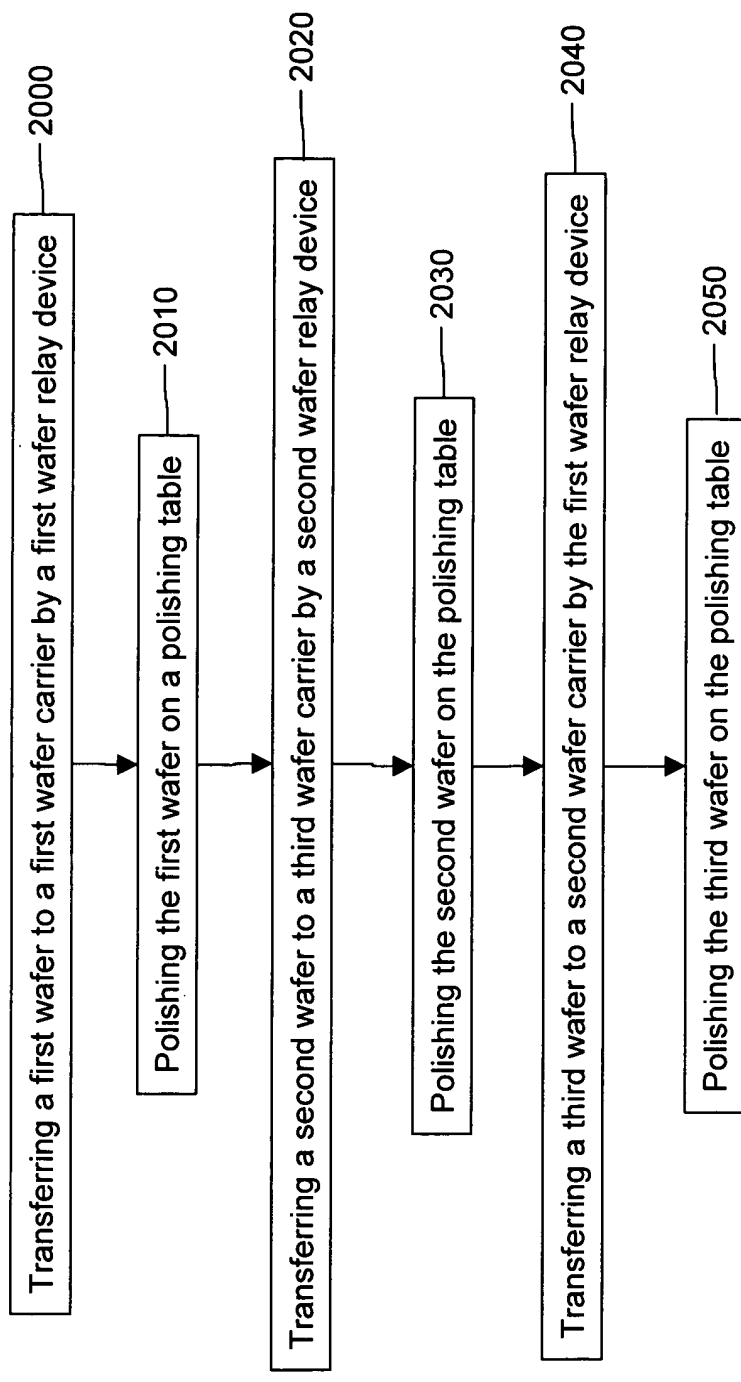 Transferring a first wafer to a first wafer carrier by a first wafer relay device
2000
Polishing the first wafer on a polishing table
2010
Transferring a second wafer to a third wafer carrier by a second wafer relay device
2020
Polishing the second wafer on the polishing table
2030
Transferring a third wafer to a second wafer carrier by the first wafer relay device
2040
Polishing the third wafer on the polishing table
2050